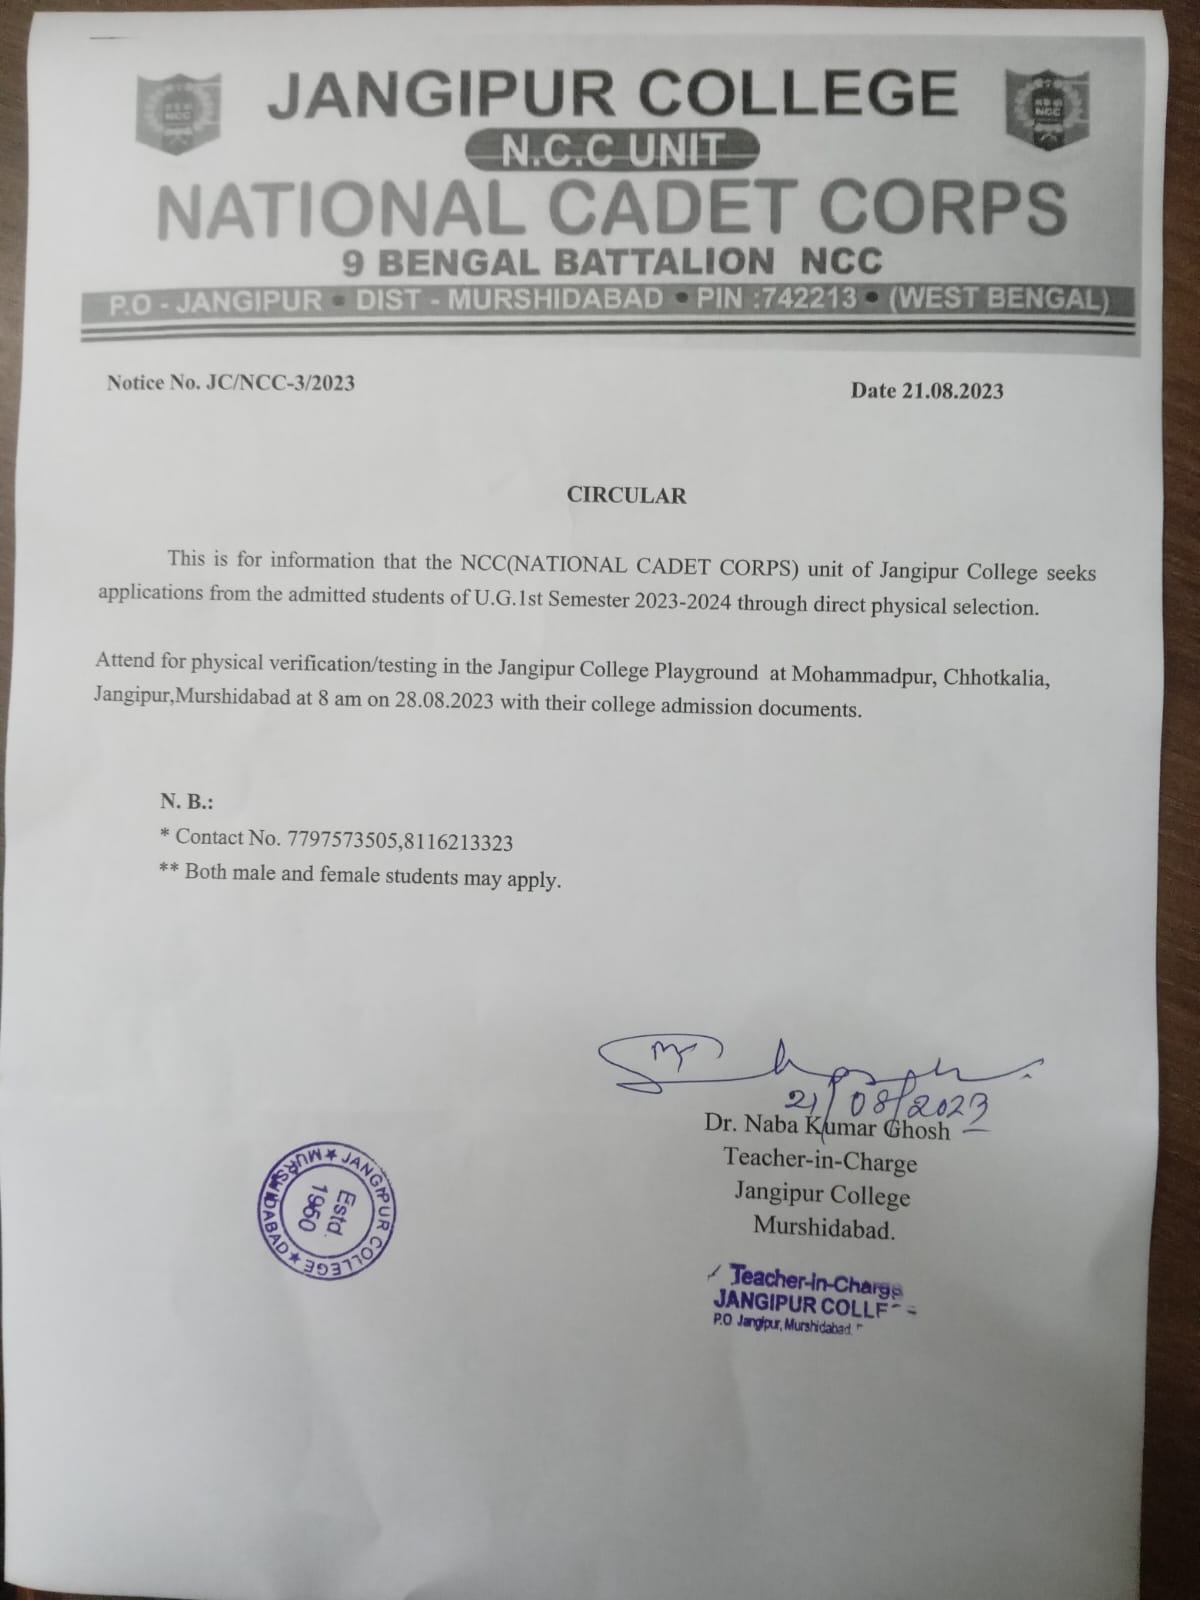 JANGIPUR COLLEGE
N.C.C UNIT
NATIONAL CADET CORPS
9 BENGAL BATTALION NCC
P.O - JANGIPUR • DIST - MURSHIDABAD • PIN :742213 • (WEST BENGAL)
Notice No. JC/NCC-3/2023
Date 21.08.2023
CIRCULAR
This is for information that the NCC(NATIONAL CADET CORPS) unit of Jangipur College seeks
applications from the admitted students of U.G.1st Semester 2023-2024 through direct physical selection.
Attend for physical verification/testing in the Jangipur College Playground at Mohammadpur, Chhotkalia,
Jangipur,Murshidabad at 8 am on 28.08.2023 with their college admission documents.
N. B.:
* Contact No. 7797573505,8116213323
** Both male and female students may apply.
21/08/2023
Dr. Naba Kumar Ghosh
Teacher-in-Charge
Jangipur College
Murshidabad.
JANGIPUR COLLEGE ★ MURSHIDABAD ★
Estd.
1950
Teacher-in-Charge
JANGIPUR COLLEGE
P.O Jangipur, Murshidabad